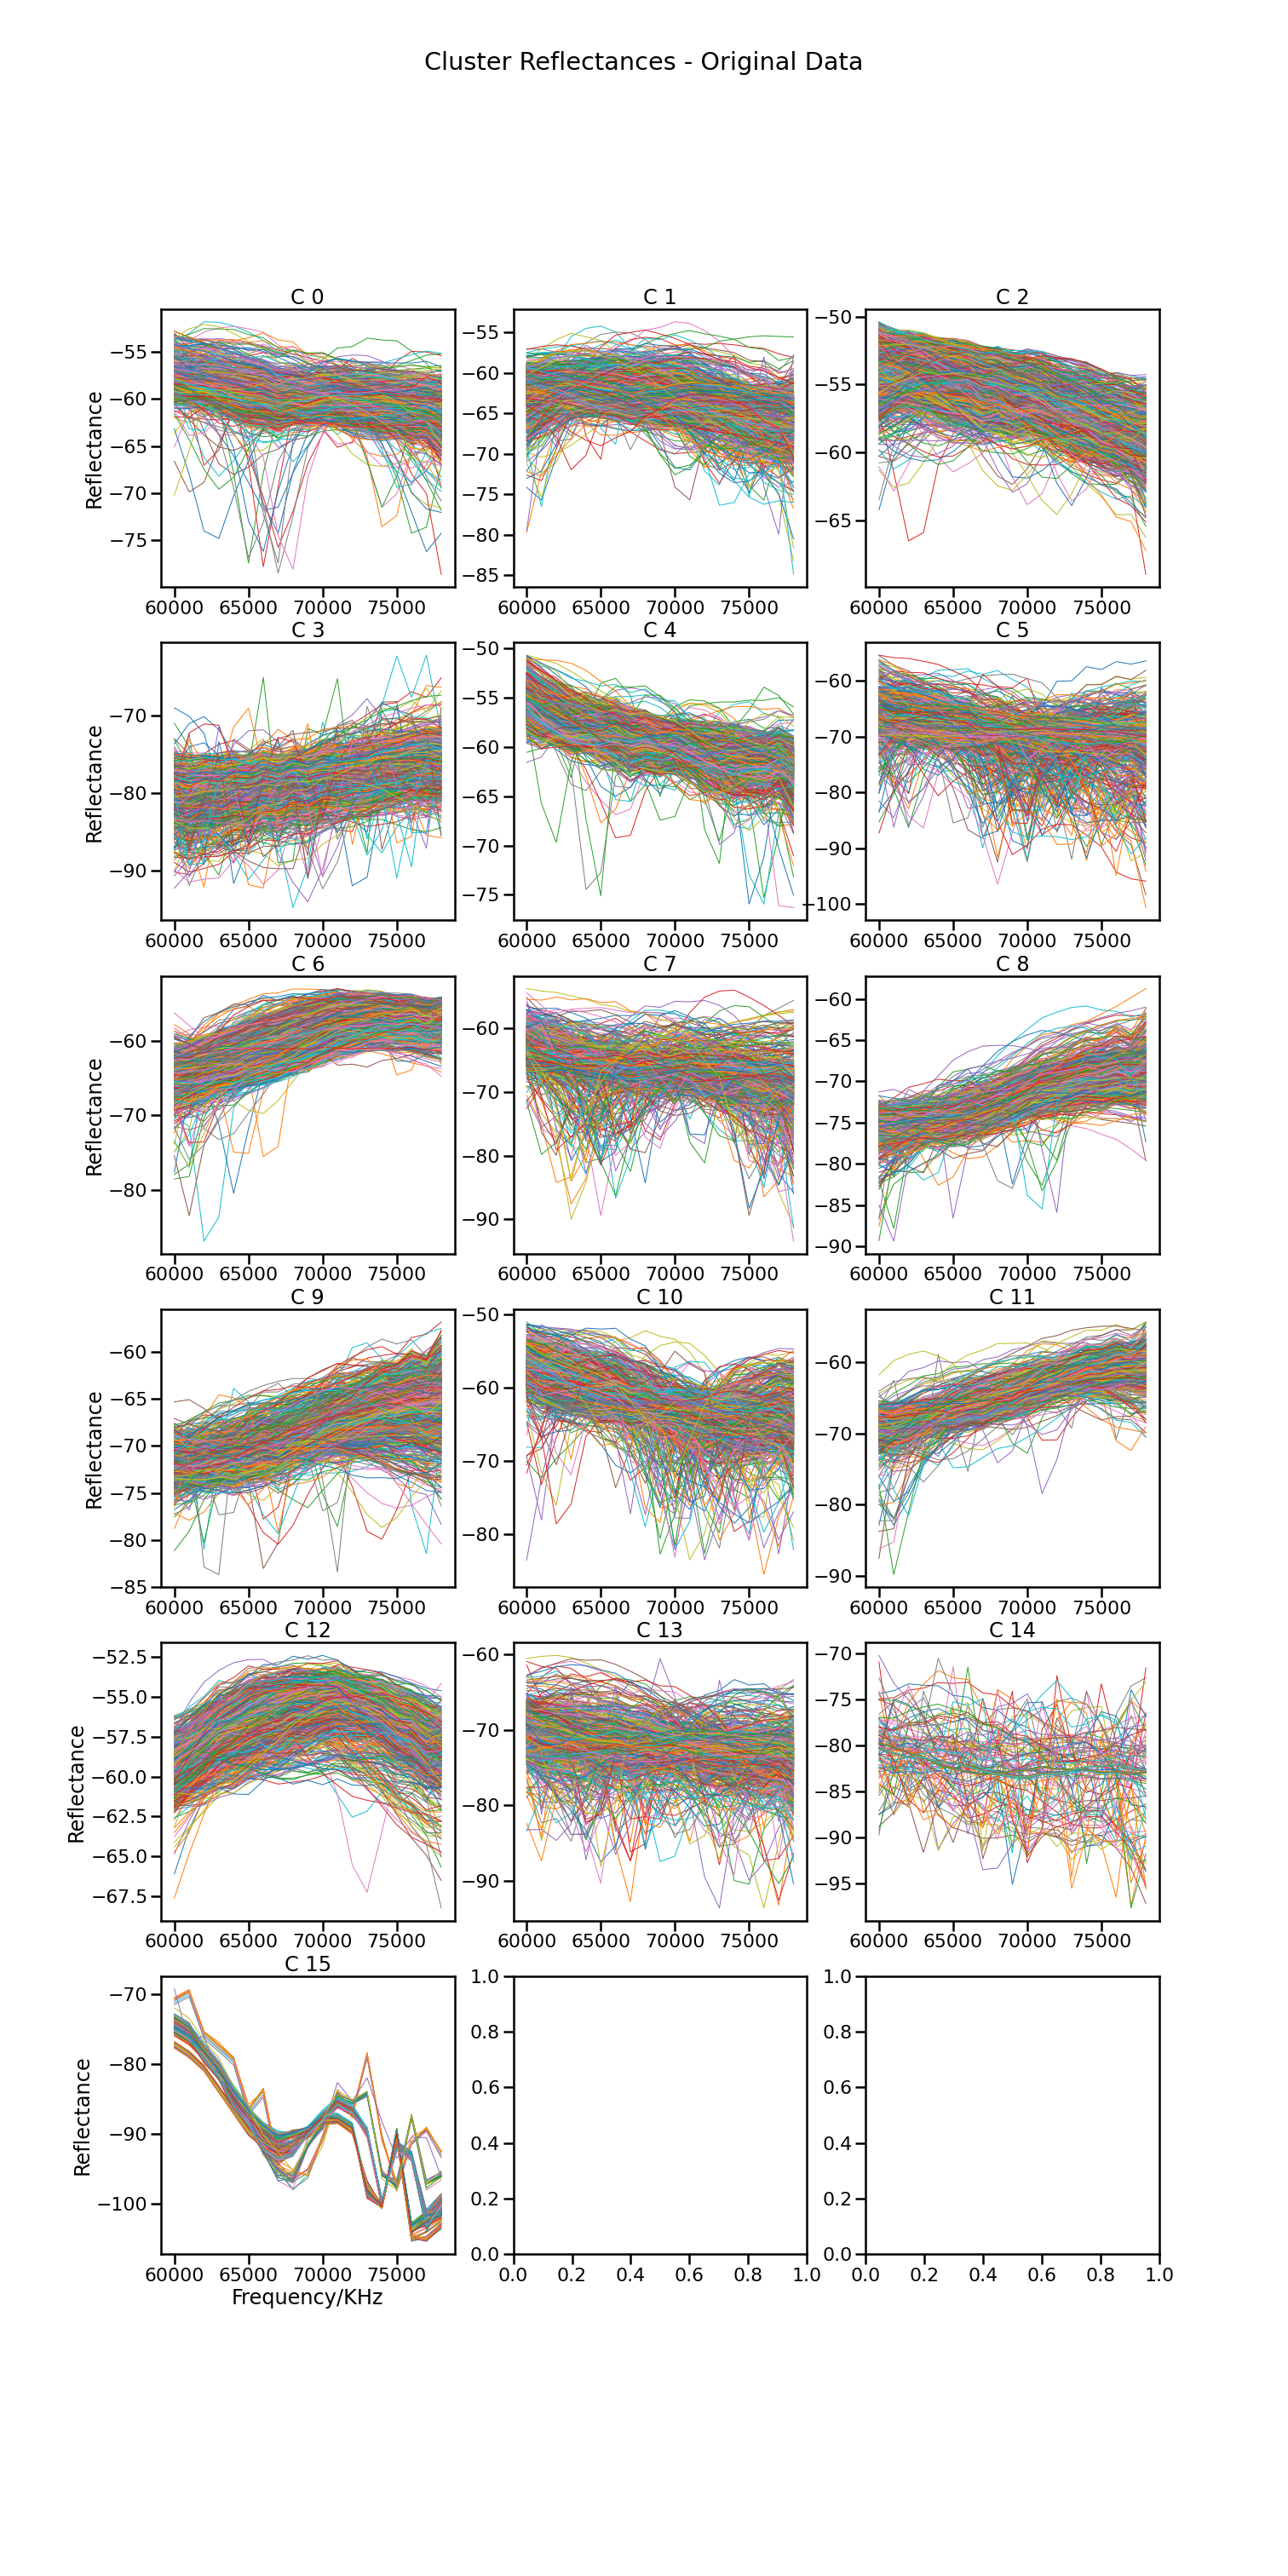 Cluster Reflectances - Original Data
C 0 C 1 C 2
−55 −60 −65 −70 −75
−55 −60 −65 −70 −75 −80 −85
−50 −55 −60 −65
Reflectance
60000 65000 70000 75000 60000 65000 70000 75000 60000 65000 70000 75000
C 3 C 4 C 5
−70 −80 −90
−50 −55 −60 −65 −70 −75
−60 −70 −80 −90 −100
Reflectance
60000 65000 70000 75000 60000 65000 70000 75000 60000 65000 70000 75000
C 6 C 7 C 8
−60 −70 −80
−60 −70 −80 −90
−60 −65 −70 −75 −80 −85 −90
Reflectance
60000 65000 70000 75000 60000 65000 70000 75000 60000 65000 70000 75000
C 9 C 10 C 11
−60 −65 −70 −75 −80 −85
−50 −60 −70 −80
−60 −70 −80 −90
Reflectance
60000 65000 70000 75000 60000 65000 70000 75000 60000 65000 70000 75000
C 12 C 13 C 14
−52.5 −55.0 −57.5 −60.0 −62.5 −65.0 −67.5
−60 −70 −80 −90
−70 −75 −80 −85 −90 −95
Reflectance
60000 65000 70000 75000 60000 65000 70000 75000 60000 65000 70000 75000
C 15
−70 −80 −90 −100
1.0 0.8 0.6 0.4 0.2 0.0
1.0 0.8 0.6 0.4 0.2 0.0
Reflectance
60000 65000 70000 75000 0.0 0.2 0.4 0.6 0.8 1.0 0.0 0.2 0.4 0.6 0.8 1.0
Frequency/KHz